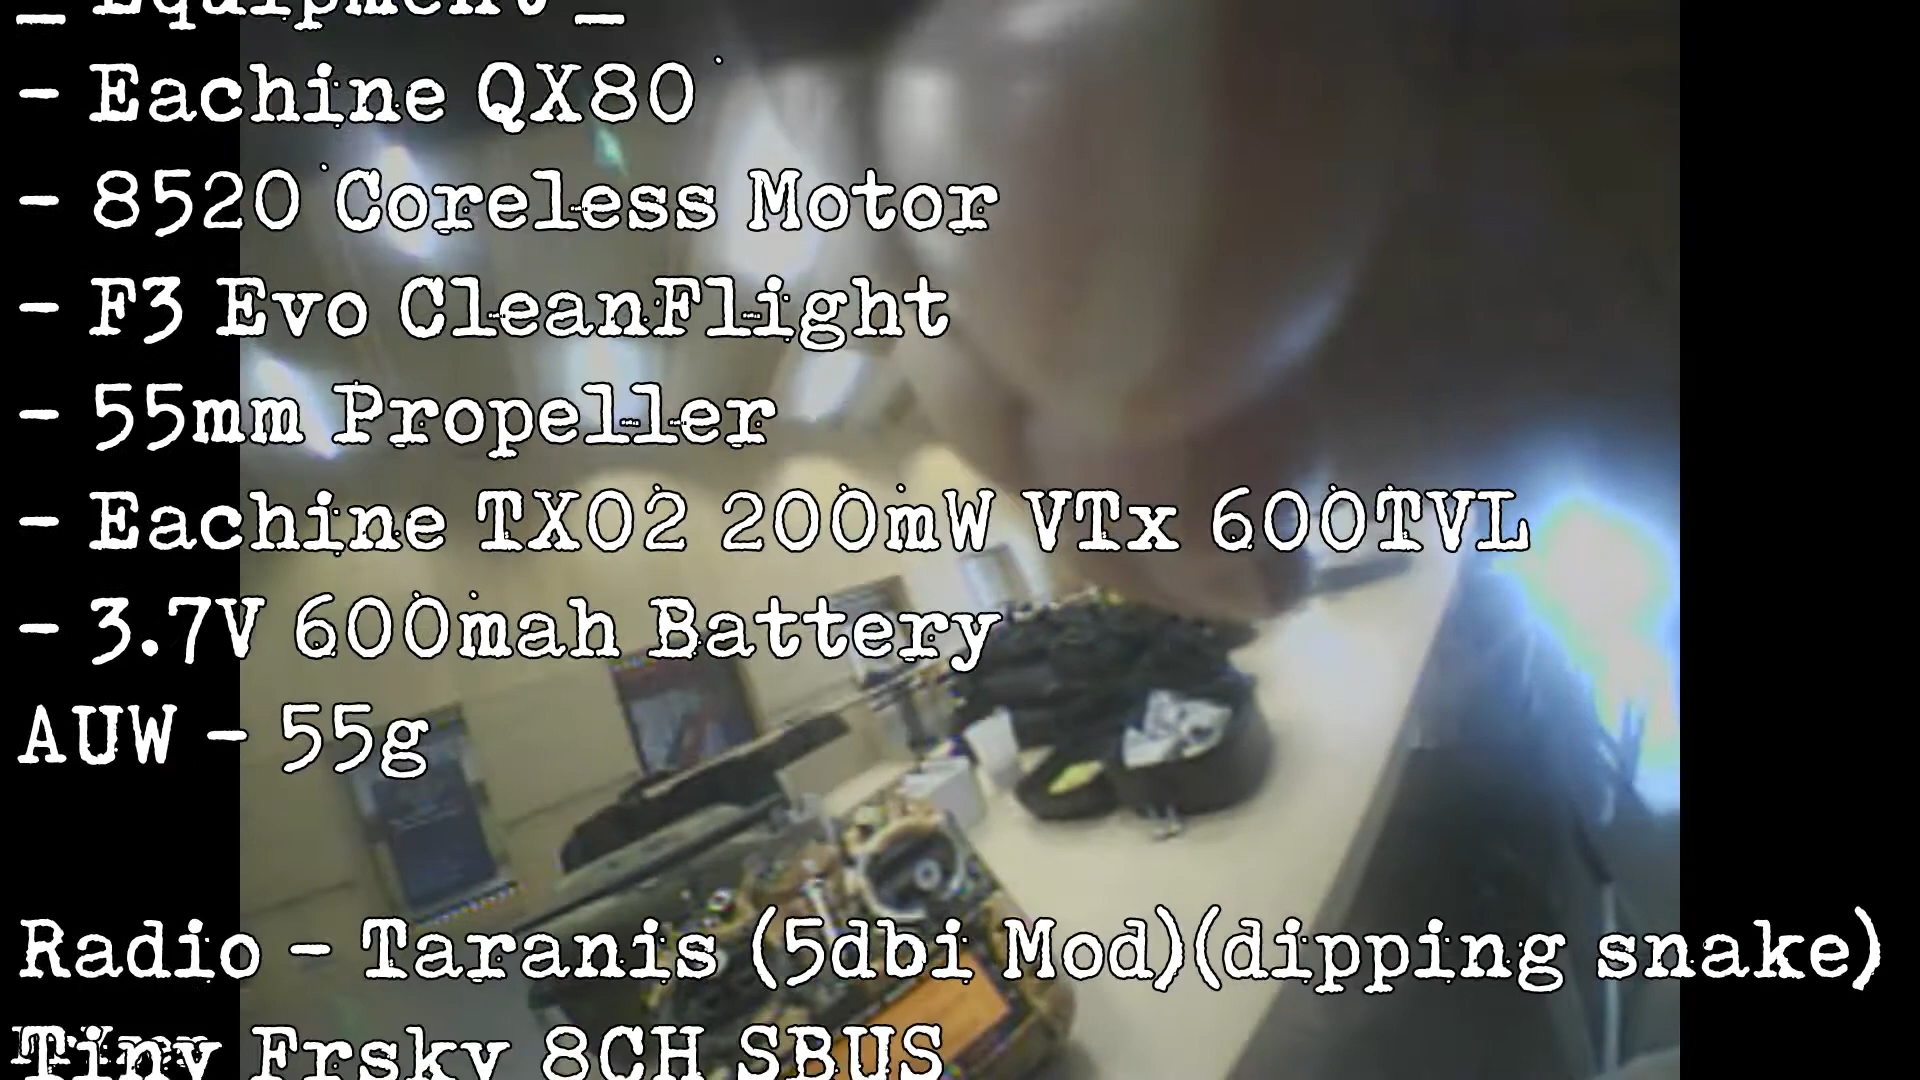 _ Equipment _
- Eachine QX80
- 8520 Coreless Motor
- F3 Evo CleanFlight
- 55mm Propeller
- Eachine TX02 200mW VTx 600TVL
- 3.7V 600mah Battery
AUW - 55g
Radio - Taranis (5dbi Mod)(dipping snake)
Tiny Frsky 8CH SBUS